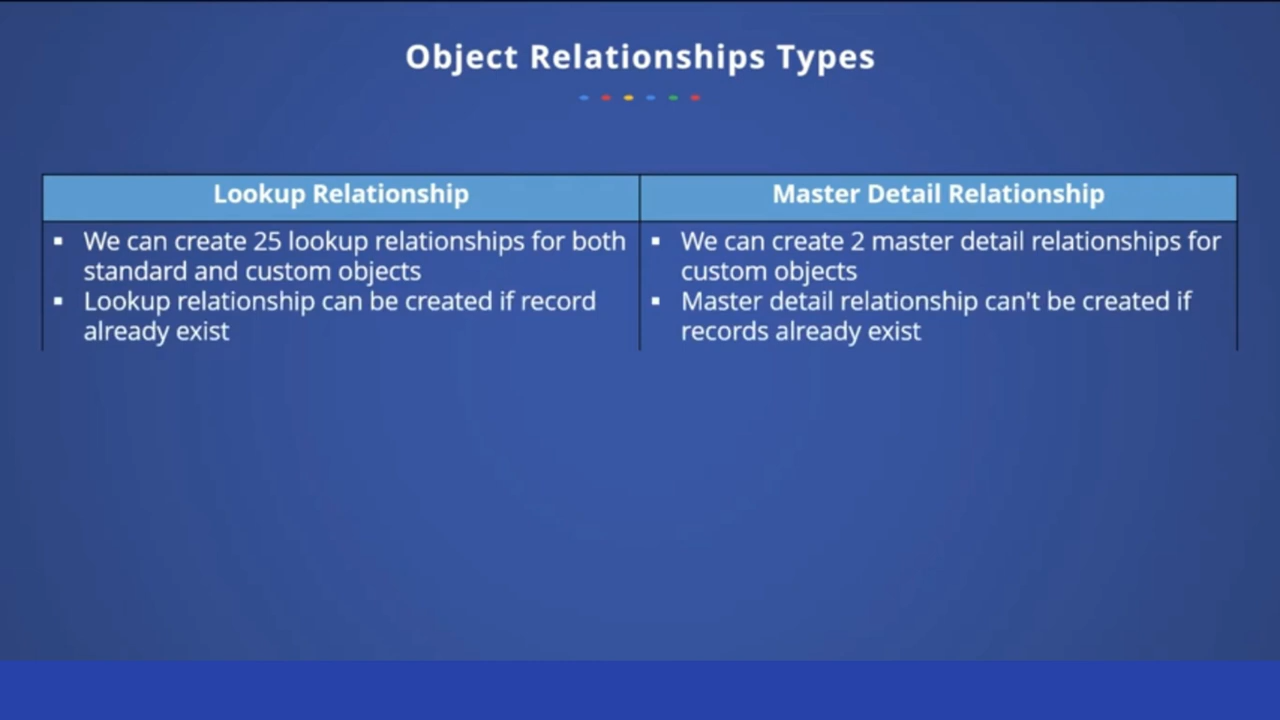 Object Relationships Types
Lookup Relationship
▪ We can create 25 lookup relationships for both
standard and custom objects
▪ Lookup relationship can be created if record
already exist
Master Detail Relationship
▪ We can create 2 master detail relationships for
custom objects
▪ Master detail relationship can't be created if
records already exist